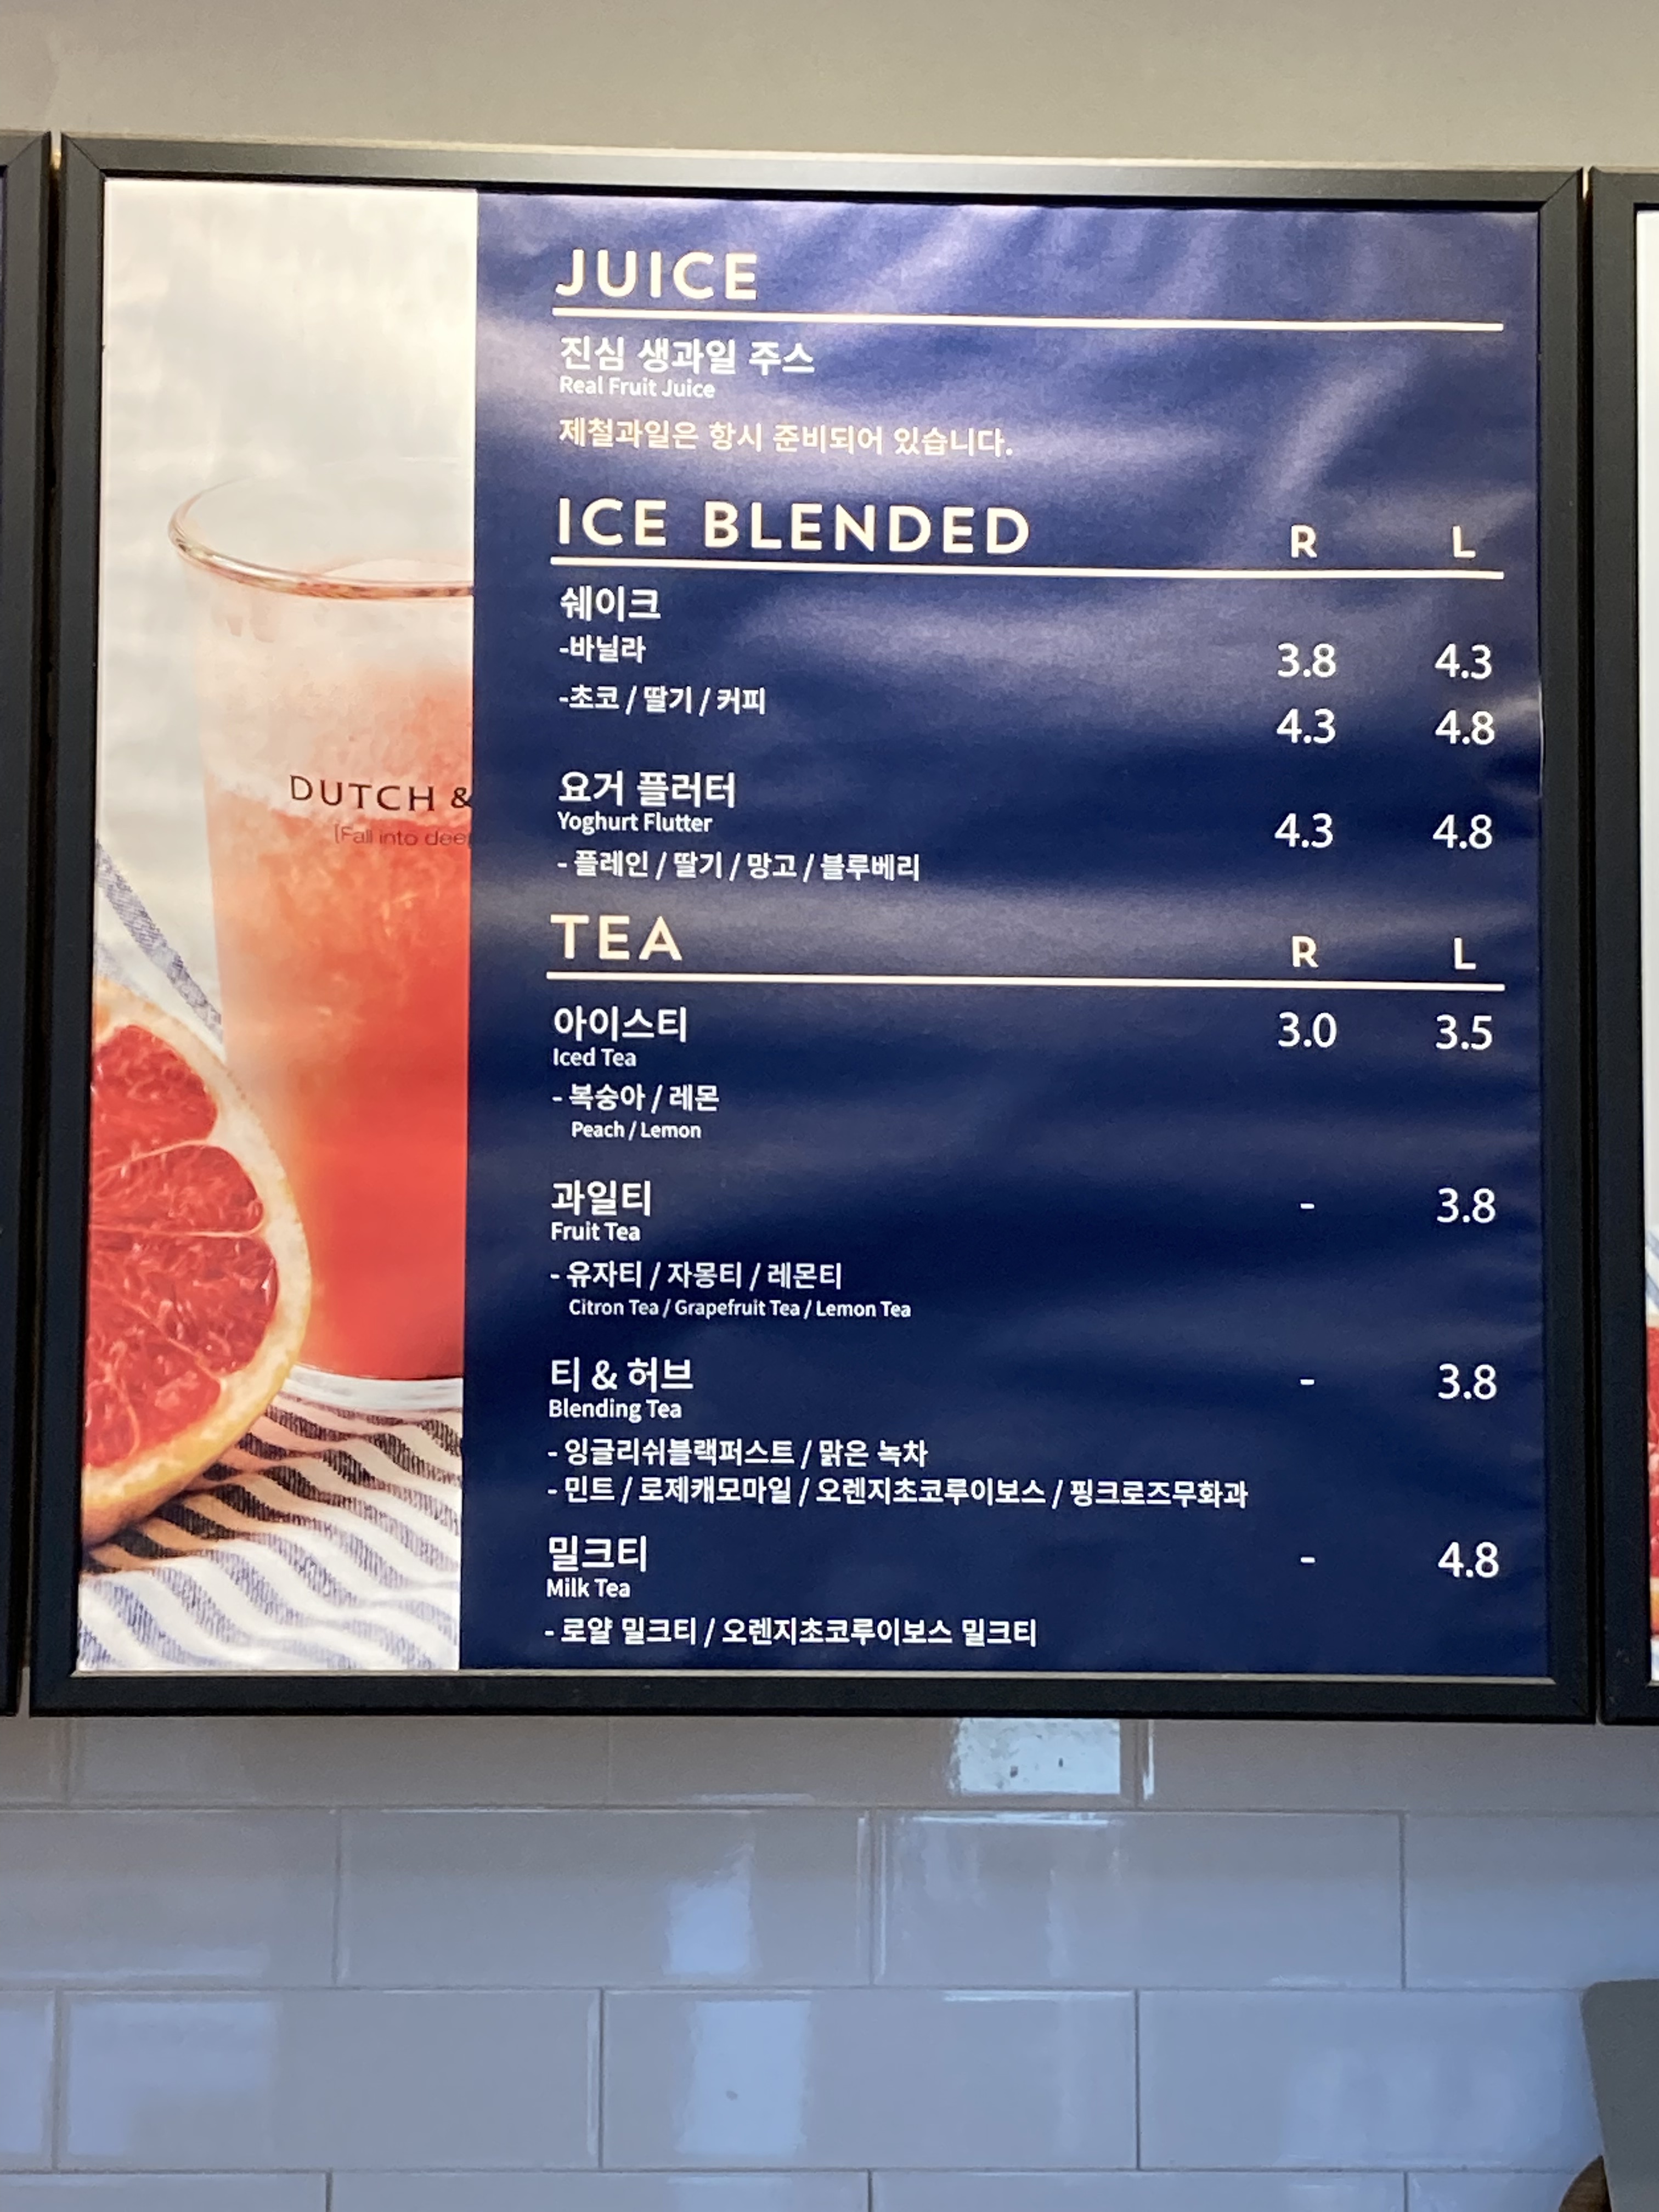 JUICE
진심 생과일 주스
Real Fruit Juice
제철과일은 항시 준비되어 있습니다.
ICE BLENDED R L
쉐이크
-바닐라 3.8 4.3
-초코 / 딸기 / 커피 4.3 4.8
요거 플러터
Yoghurt Flutter 4.3 4.8
- 플레인 / 딸기 / 망고 / 블루베리
TEA R L
아이스티 3.0 3.5
Iced Tea
- 복숭아 / 레몬
Peach / Lemon
과일티 - 3.8
Fruit Tea
- 유자티 / 자몽티 / 레몬티
Citron Tea / Grapefruit Tea / Lemon Tea
티 & 허브 - 3.8
Blending Tea
- 잉글리쉬블랙퍼스트 / 맑은 녹차
- 민트 / 로제캐모마일 / 오렌지초코루이보스 / 핑크로즈무화과
밀크티 - 4.8
Milk Tea
- 로얄 밀크티 / 오렌지초코루이보스 밀크티
DUTCH &
[Fall into dee